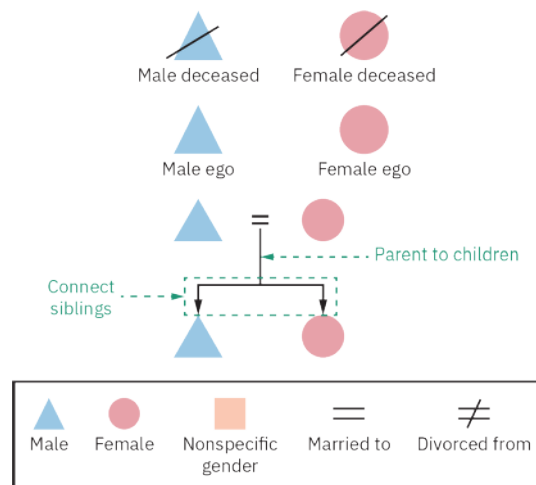 Male deceased
Female deceased
Male ego
Female ego
=
Parent to children
Connect
siblings
Male
Female
Nonspecific
gender
Married to
Divorced from